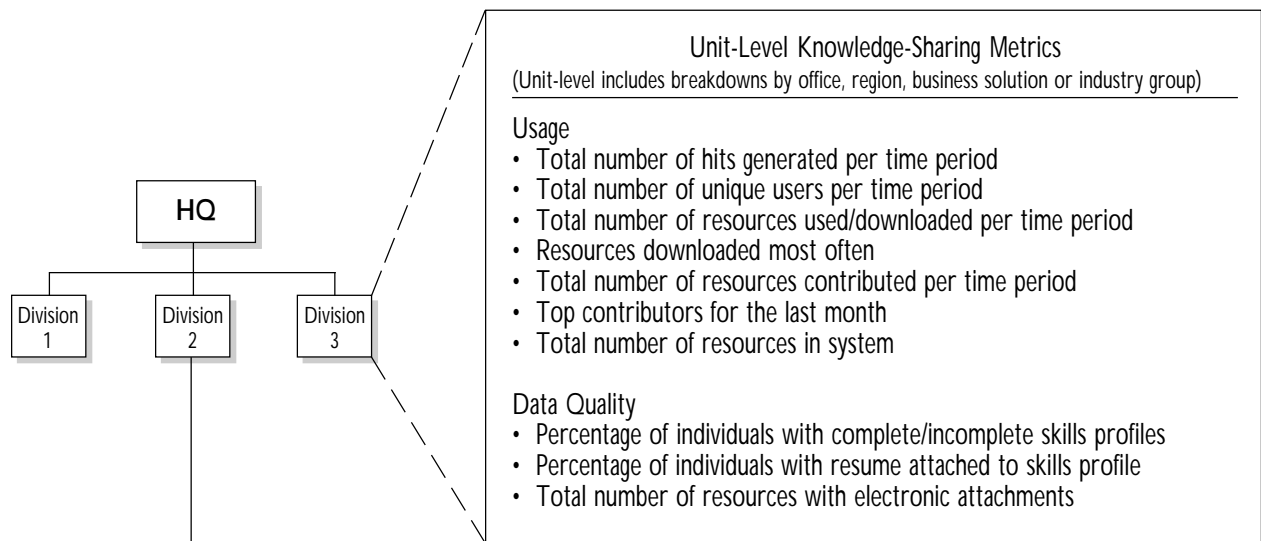 HQ
Division
1
Division
2
Division
3
Unit-Level Knowledge-Sharing Metrics
(Unit-level includes breakdowns by office, region, business solution or industry group)
Usage
• Total number of hits generated per time period
• Total number of unique users per time period
• Total number of resources used/downloaded per time period
• Resources downloaded most often
• Total number of resources contributed per time period
• Top contributors for the last month
• Total number of resources in system
Data Quality
• Percentage of individuals with complete/incomplete skills profiles
• Percentage of individuals with resume attached to skills profile
• Total number of resources with electronic attachments